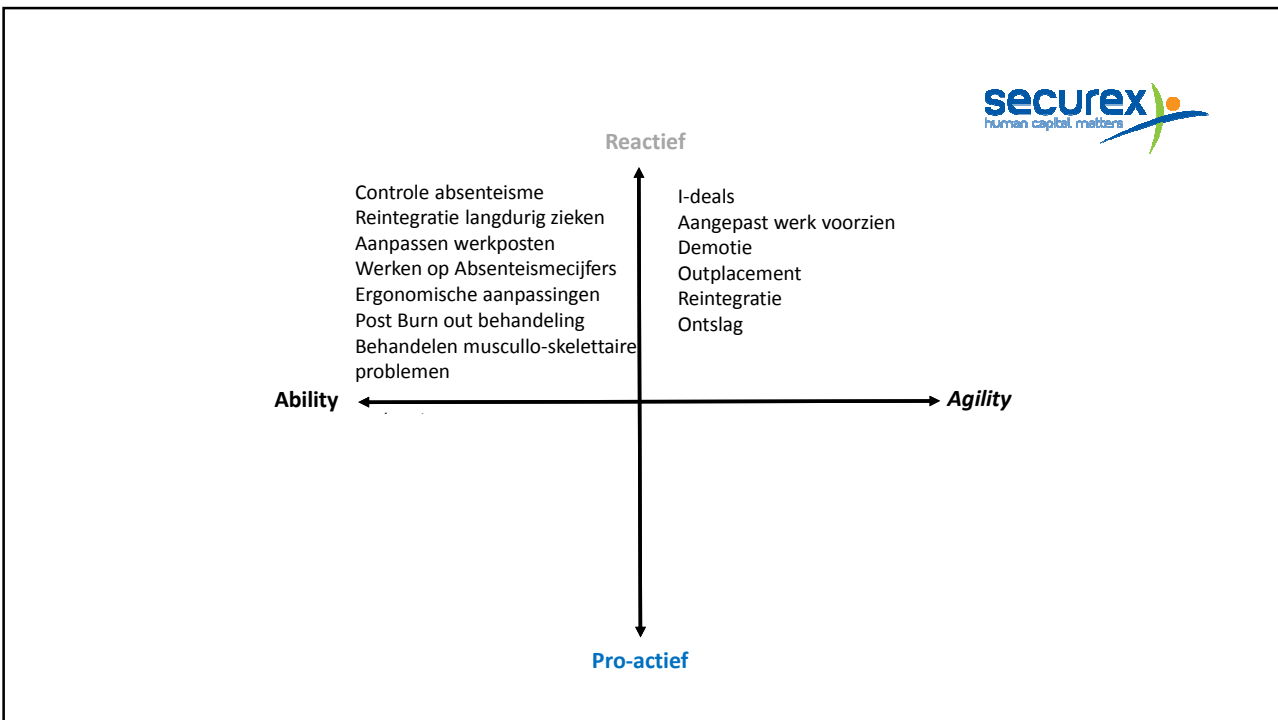 securex
human capital matters
Reactief
Controle absenteisme
Reintegratie langdurig zieken
Aanpassen werkposten
Werken op Absenteismecijfers
Ergonomische aanpassingen
Post Burn out behandeling
Behandelen muscullo-skelettaire
problemen
I-deals
Aangepast werk voorzien
Demotie
Outplacement
Reintegratie
Ontslag
Ability
Agility
Pro-actief